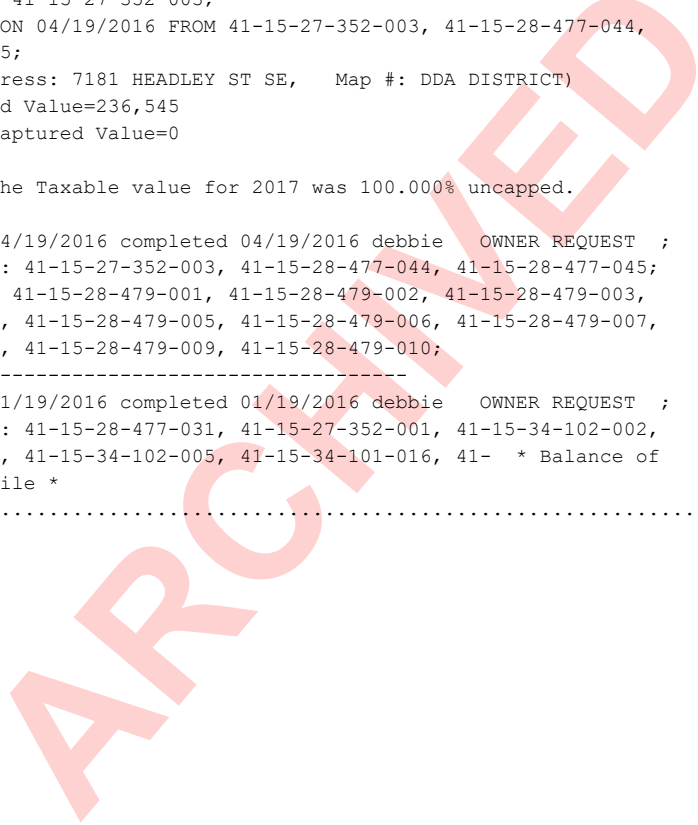 41-15-27-352-003;
ON 04/19/2016 FROM 41-15-27-352-003, 41-15-28-477-044,
5;
ress: 7181 HEADLEY ST SE, Map #: DDA DISTRICT)
d Value=236,545
aptured Value=0
he Taxable value for 2017 was 100.000% uncapped.
4/19/2016 completed 04/19/2016 debbie OWNER REQUEST ;
: 41-15-27-352-003, 41-15-28-477-044, 41-15-28-477-045;
41-15-28-479-001, 41-15-28-479-002, 41-15-28-479-003,
, 41-15-28-479-005, 41-15-28-479-006, 41-15-28-479-007,
, 41-15-28-479-009, 41-15-28-479-010;
----------------------------------
1/19/2016 completed 01/19/2016 debbie OWNER REQUEST ;
: 41-15-28-477-031, 41-15-27-352-001, 41-15-34-102-002,
, 41-15-34-102-005, 41-15-34-101-016, 41- * Balance of
ile *
..........................................................
ARCHIVED